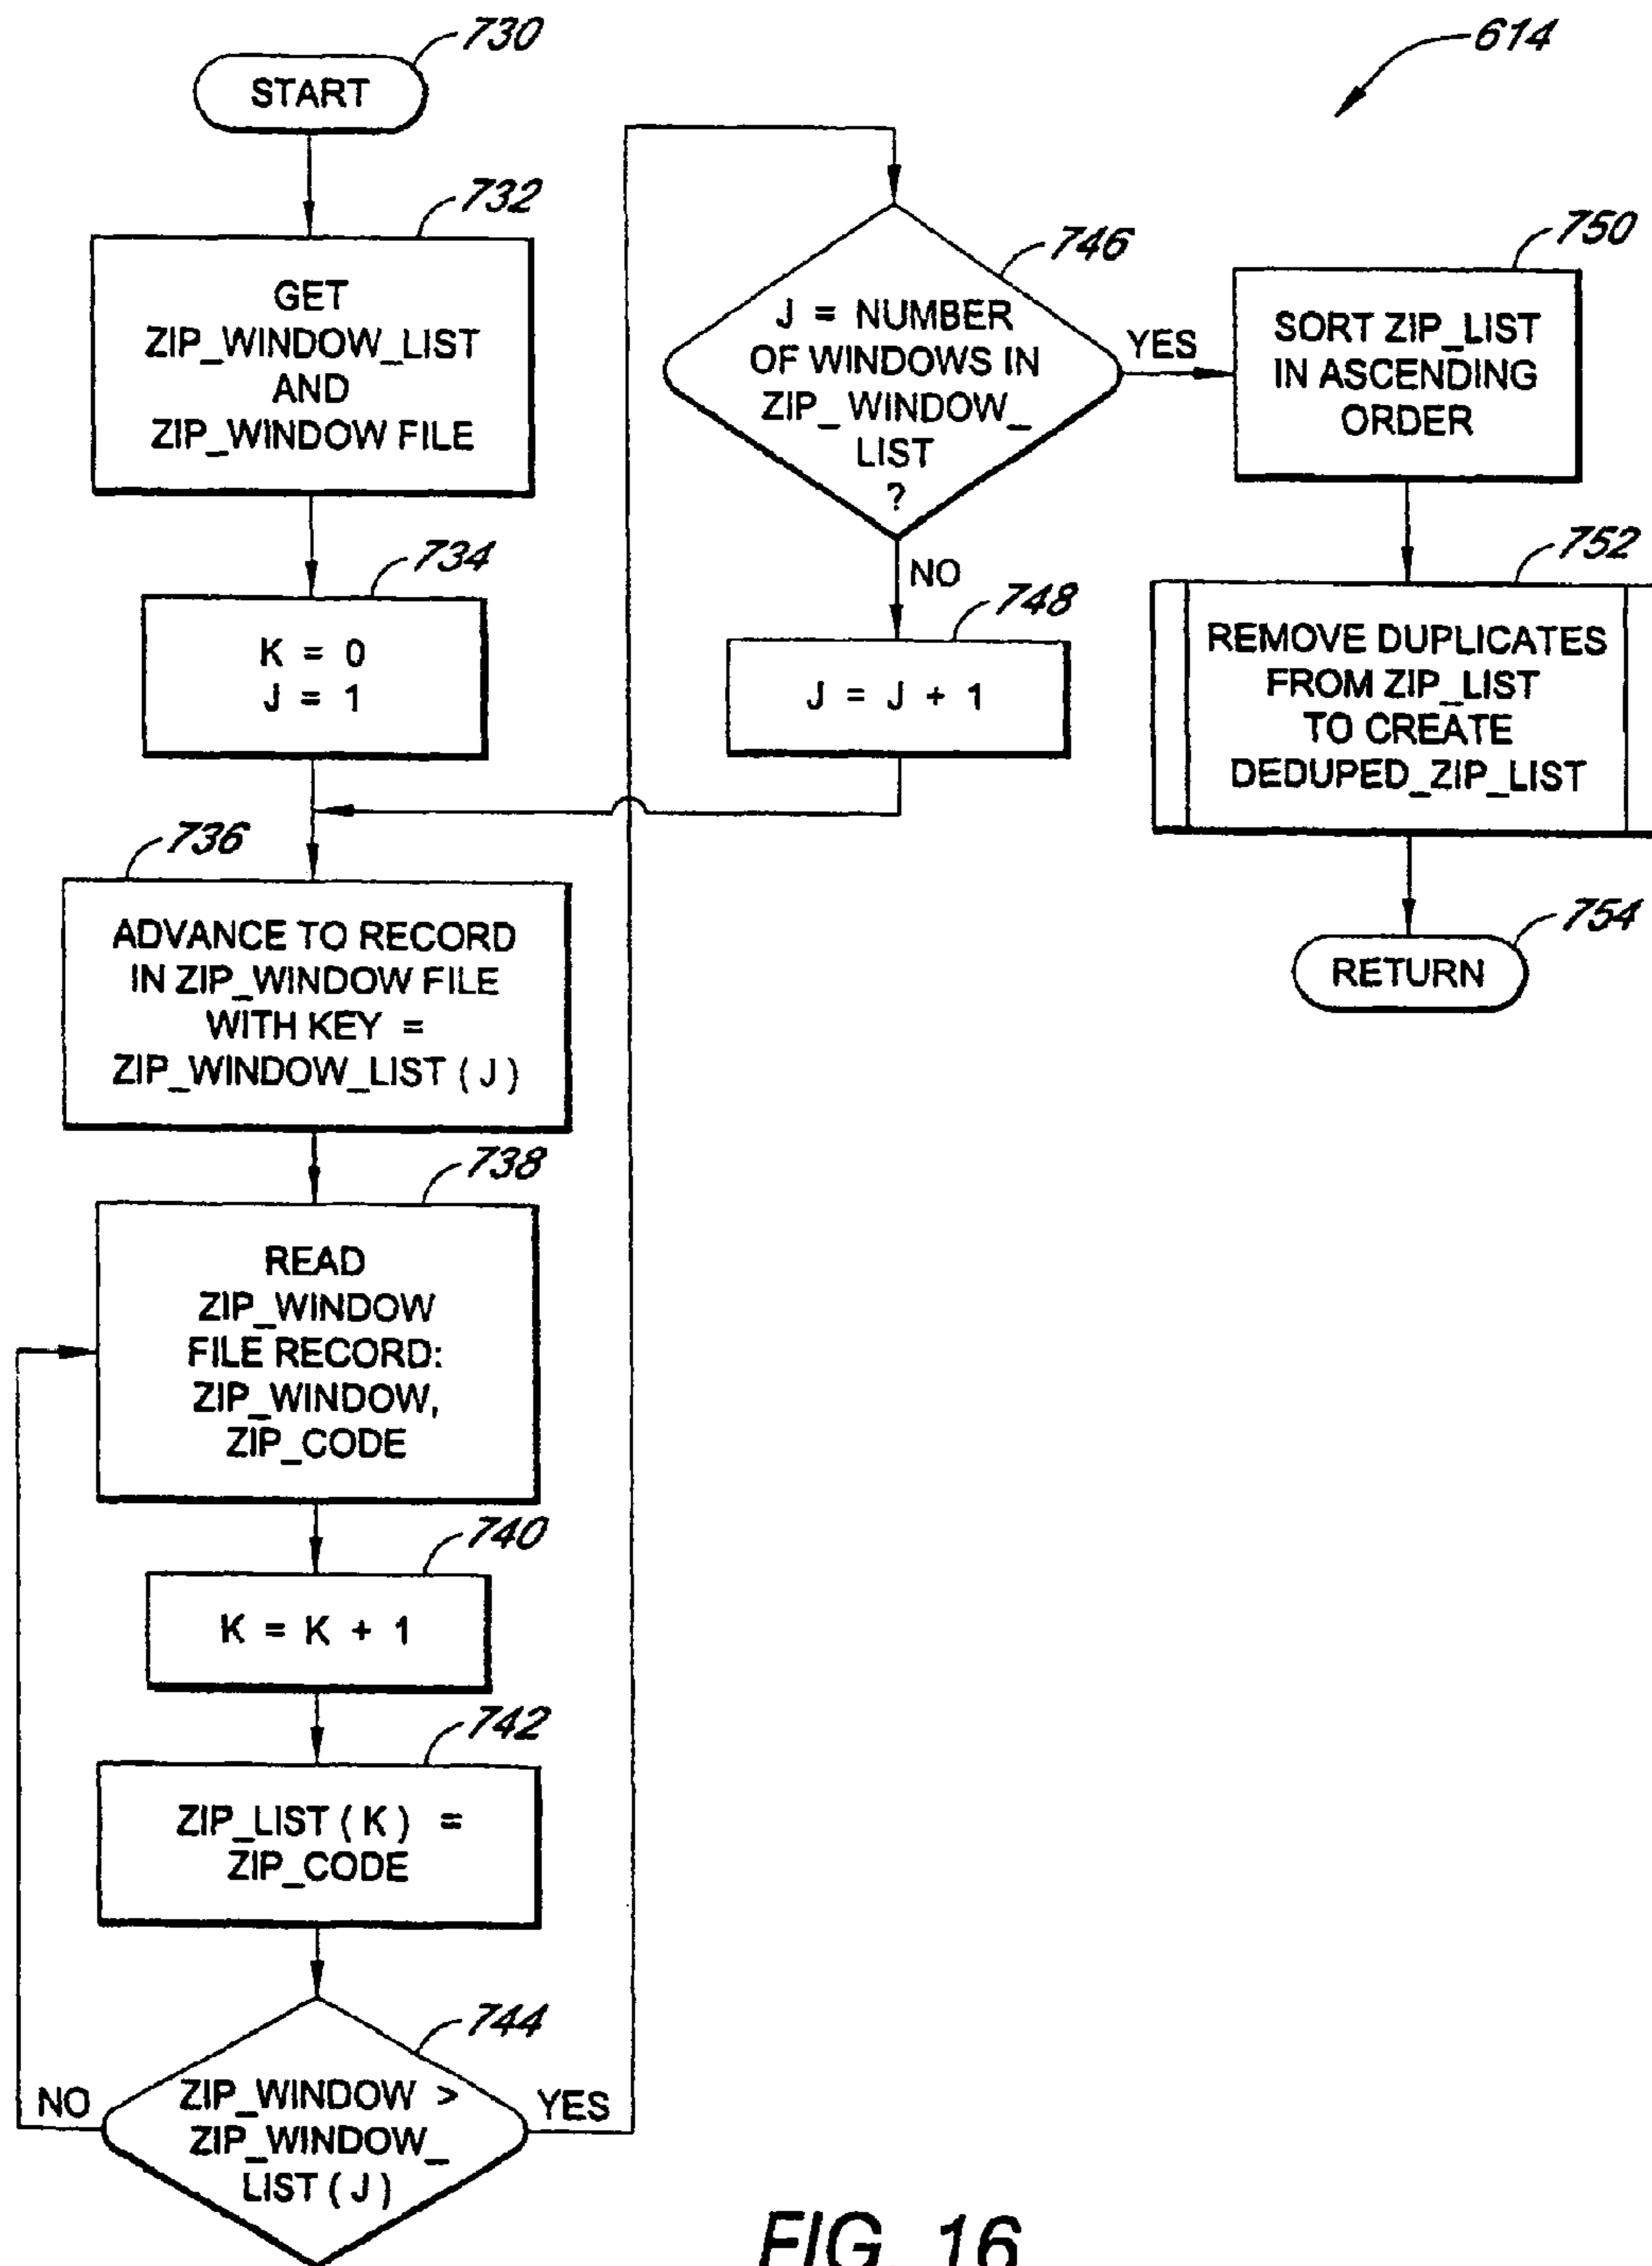 730
START
732
GET
ZIP_WINDOW_LIST
AND
ZIP_WINDOW FILE
734
K = 0
J = 1
736
ADVANCE TO RECORD
IN ZIP_WINDOW FILE
WITH KEY =
ZIP_WINDOW_LIST ( J )
738
READ
ZIP_WINDOW
FILE RECORD:
ZIP_WINDOW,
ZIP_CODE
740
K = K + 1
742
ZIP_LIST ( K ) =
ZIP_CODE
744
ZIP_WINDOW >
ZIP_WINDOW_
LIST ( J )
NO
YES
614
746
J = NUMBER
OF WINDOWS IN
ZIP_WINDOW_
LIST
?
YES
NO
748
J = J + 1
750
SORT ZIP_LIST
IN ASCENDING
ORDER
752
REMOVE DUPLICATES
FROM ZIP_LIST
TO CREATE
DEDUPED_ZIP_LIST
754
RETURN
FIG. 16